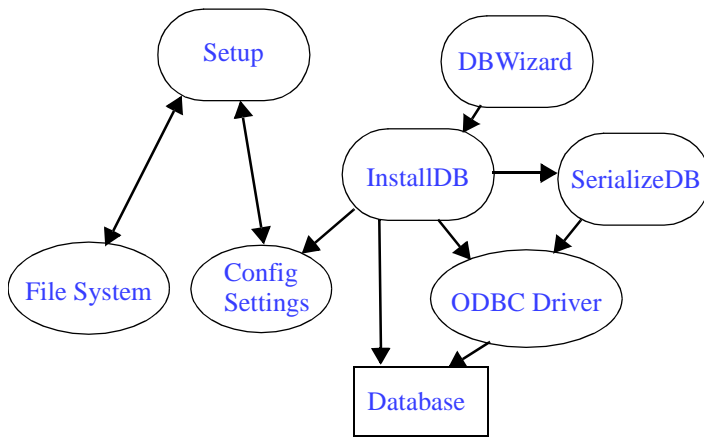 Setup
DBWizard
InstallDB
SerializeDB
File System
Config
Settings
ODBC Driver
Database